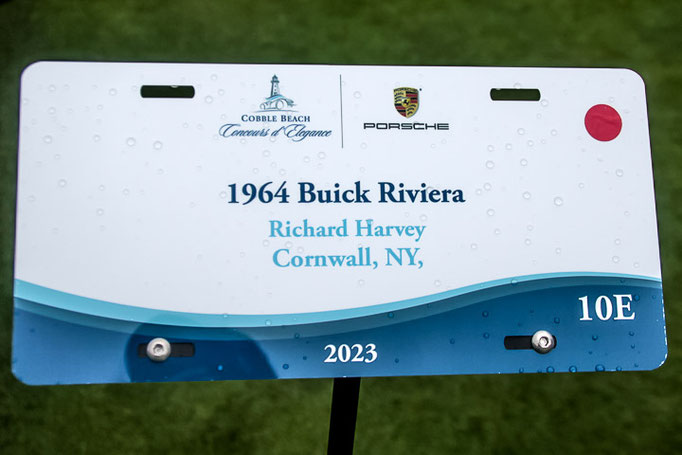 COBBLE BEACH
Concours d'Elegance
PORSCHE
1964 Buick Riviera
Richard Harvey
Cornwall, NY,
10E
2023